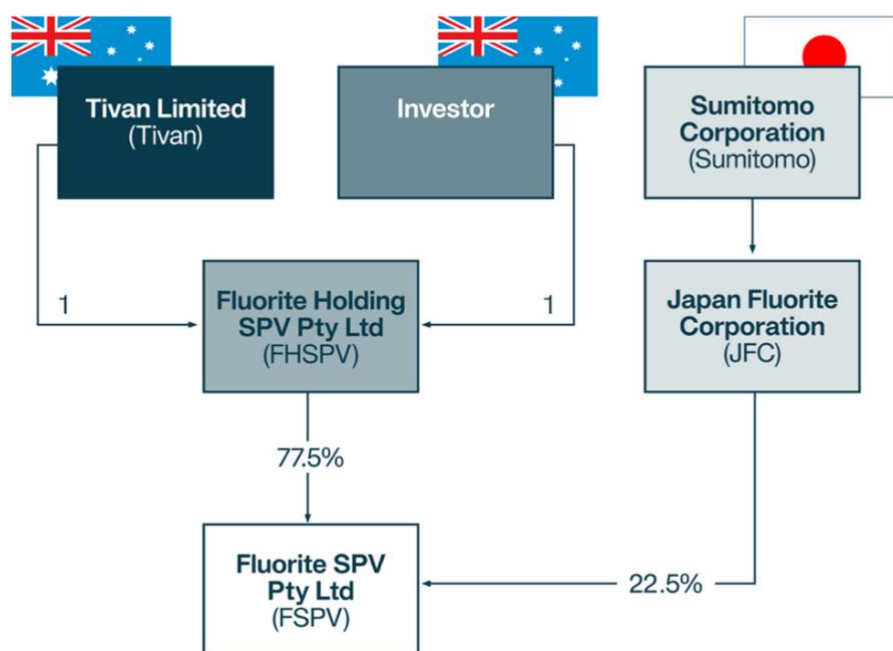 Tivan Limited
(Tivan)
Investor
Sumitomo
Corporation
(Sumitomo)
1
Fluorite Holding
SPV Pty Ltd
(FHSPV)
1
Japan Fluorite
Corporation
(JFC)
77.5%
Fluorite SPV
Pty Ltd
(FSPV)
22.5%